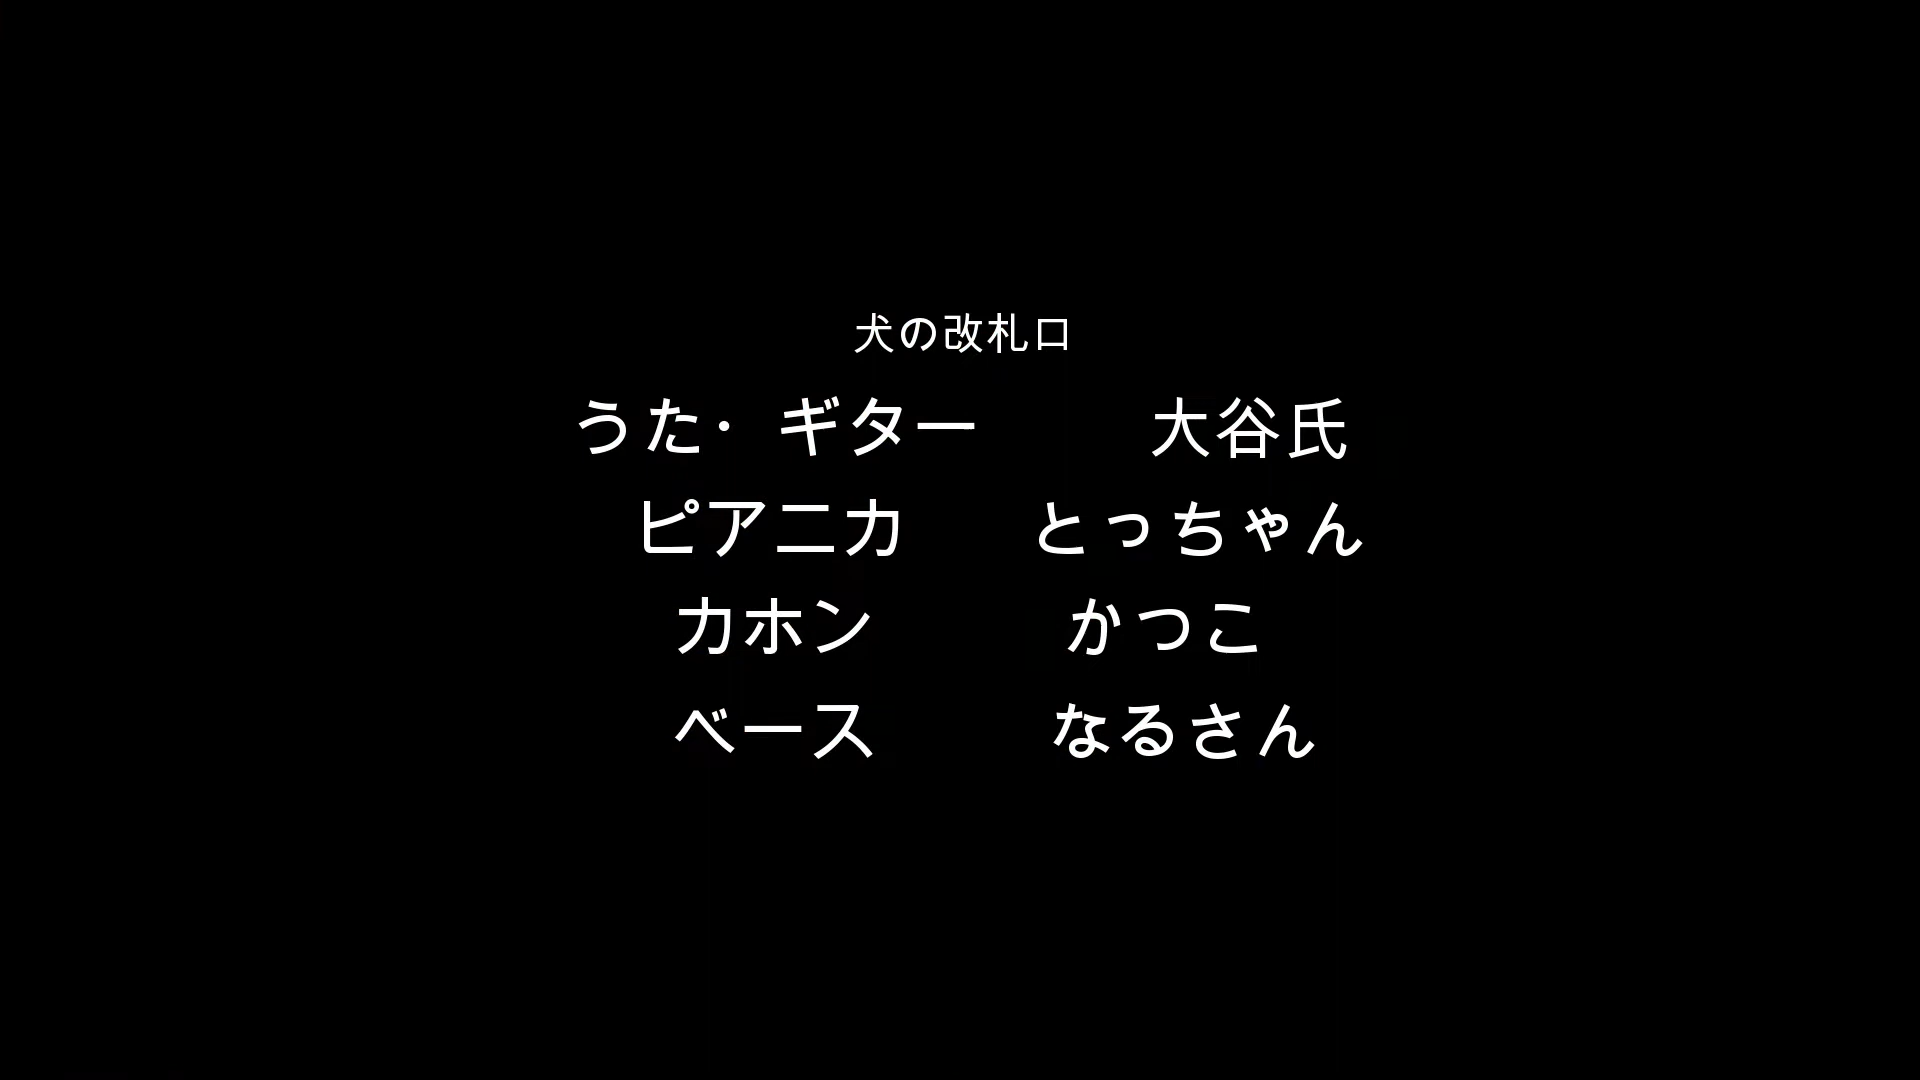 犬の改札口
うた・ギター 大谷氏
ピアニカ とっちゃん
カホン かつこ
ベース なるさん